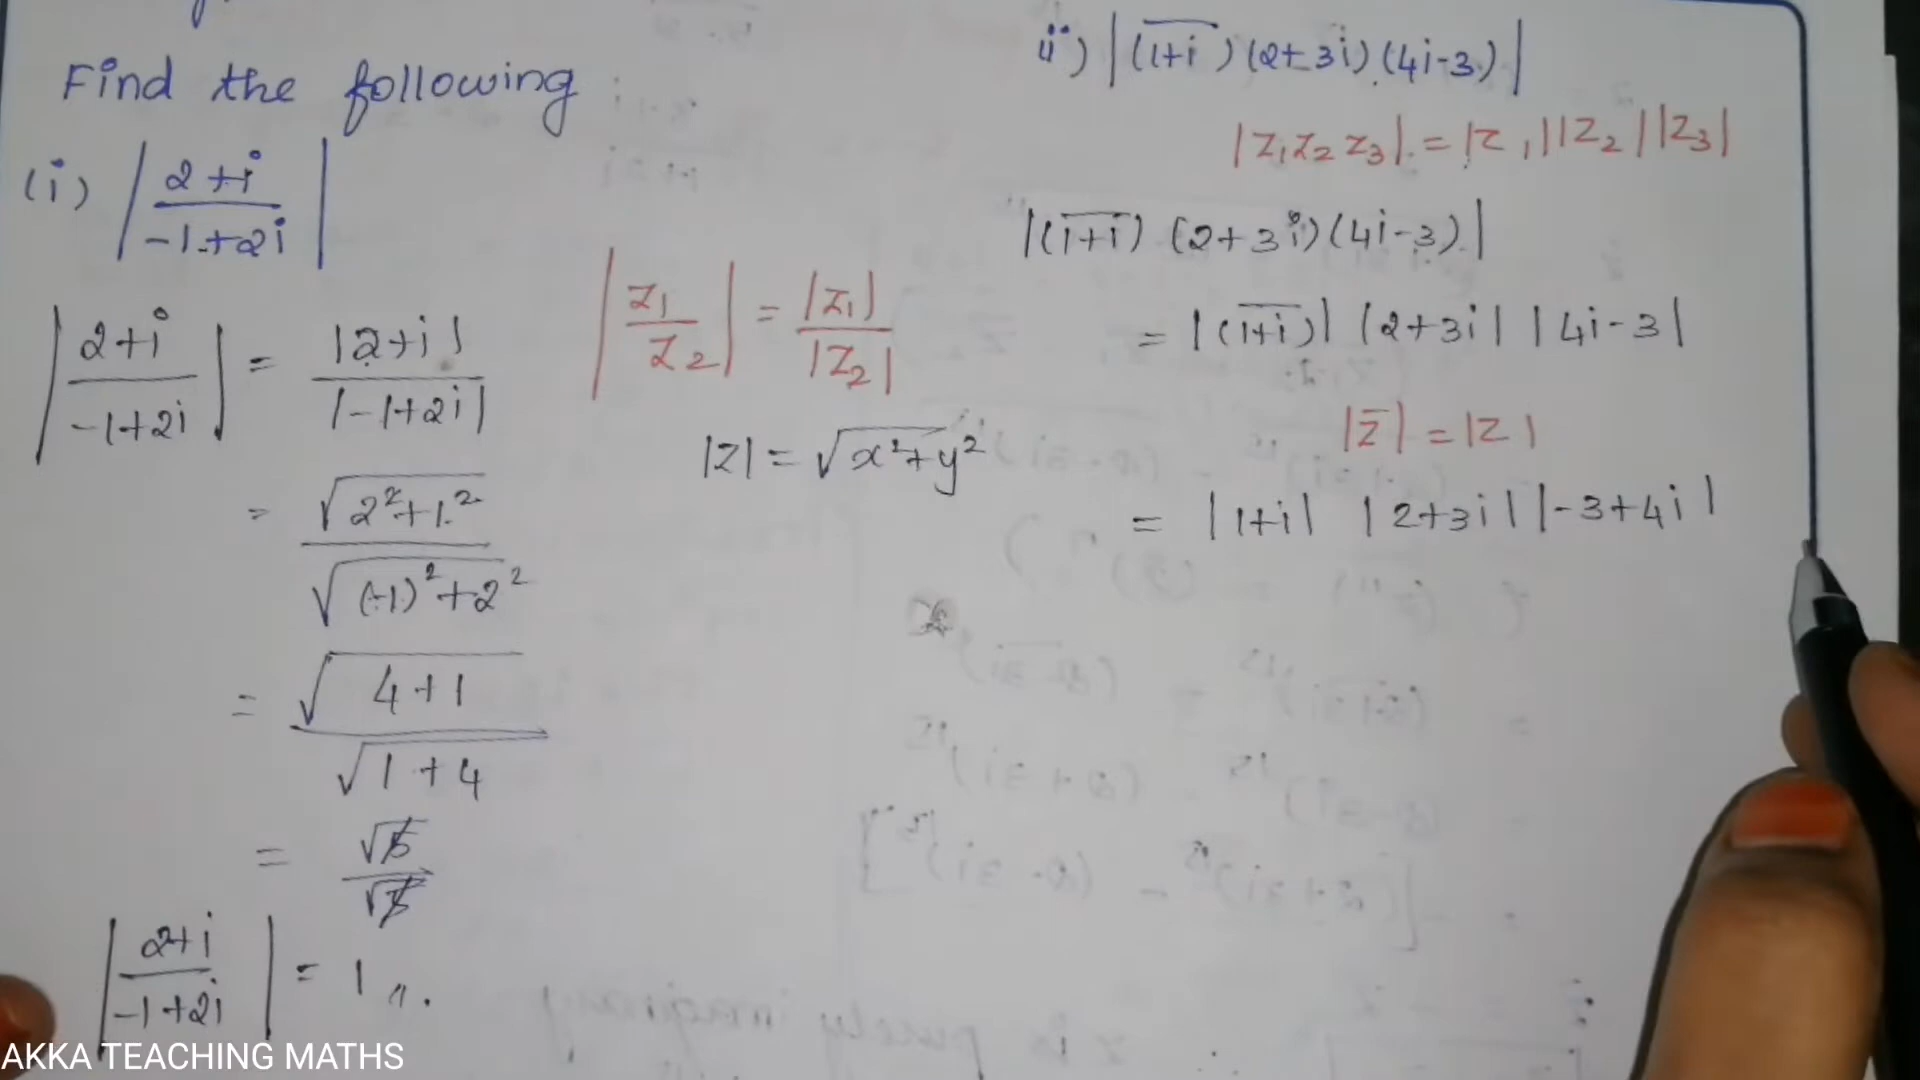 Find the following
(i) |2+i / -1+2i|
|2+i / -1+2i| = |2+i| / |-1+2i|
= √2²+1² / √(-1)²+2²
= √4+1 / √1+4
= √5 / √5
|2+i / -1+2i| = 1 //.
|Z₁ / Z₂| = |Z₁| / |Z₂|
|Z| = √x²+y²
ii) |(\overline{1+i})(2+3i)(4i-3)|
|Z₁Z₂Z₃| = |Z₁||Z₂||Z₃|
|(\overline{1+i})(2+3i)(4i-3)|
= |(\overline{1+i})| |2+3i| |4i-3|
|z̄| = |Z|
= |1+i| |2+3i| |-3+4i|
AKKA TEACHING MATHS